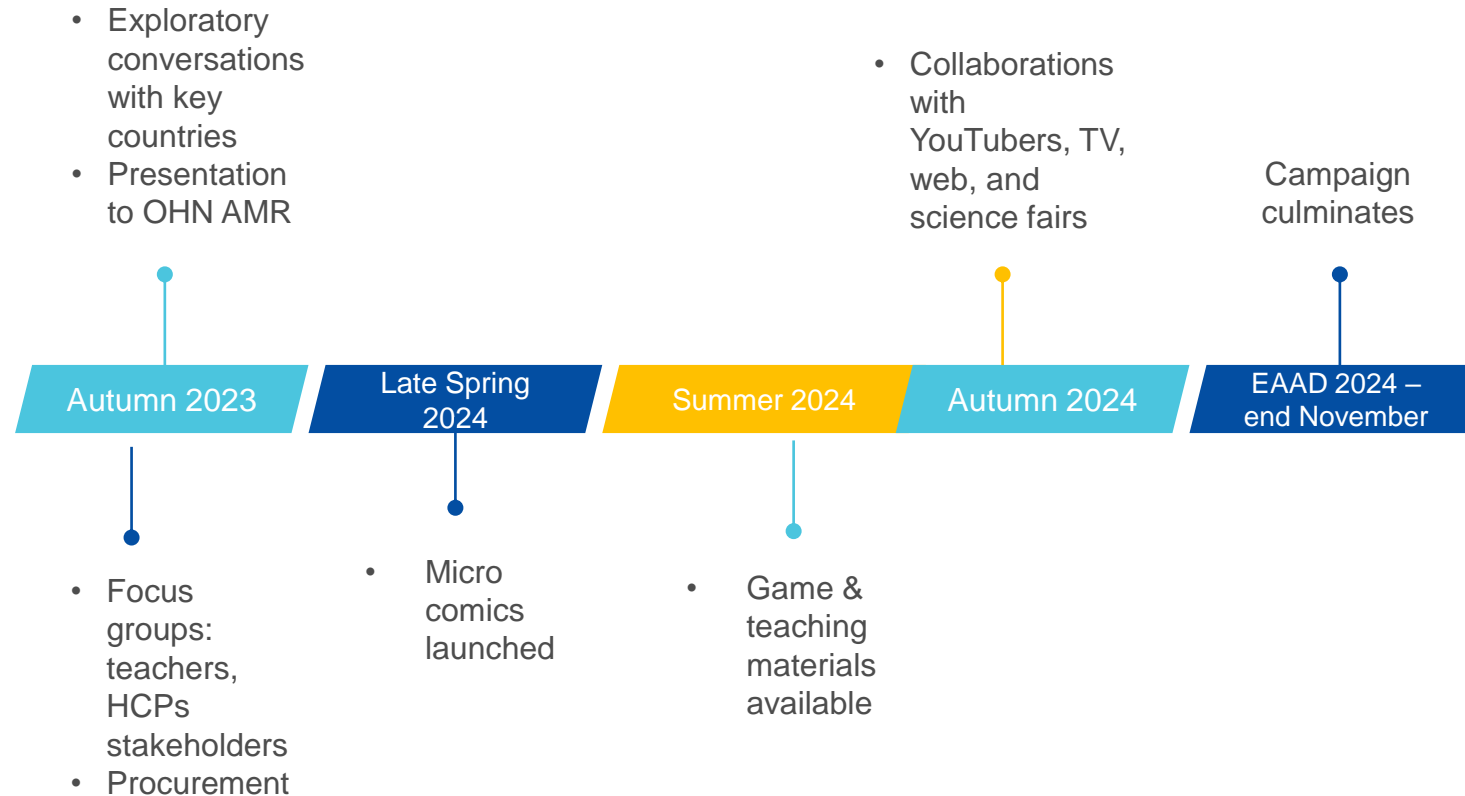 • Exploratory
conversations
with key
countries
• Presentation
to OHN AMR
• Collaborations
with
YouTubers, TV,
web, and
science fairs
Campaign
culminates
Autumn 2023
Late Spring
2024
Summer 2024
Autumn 2024
EAAD 2024 –
end November
• Focus
groups:
teachers,
HCPs
stakeholders
• Procurement
• Micro
comics
launched
• Game &
teaching
materials
available